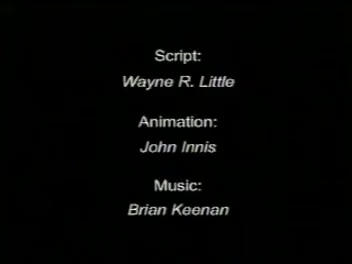 Script:
Wayne R. Little
Animation:
John Innis
Music:
Brian Keenan